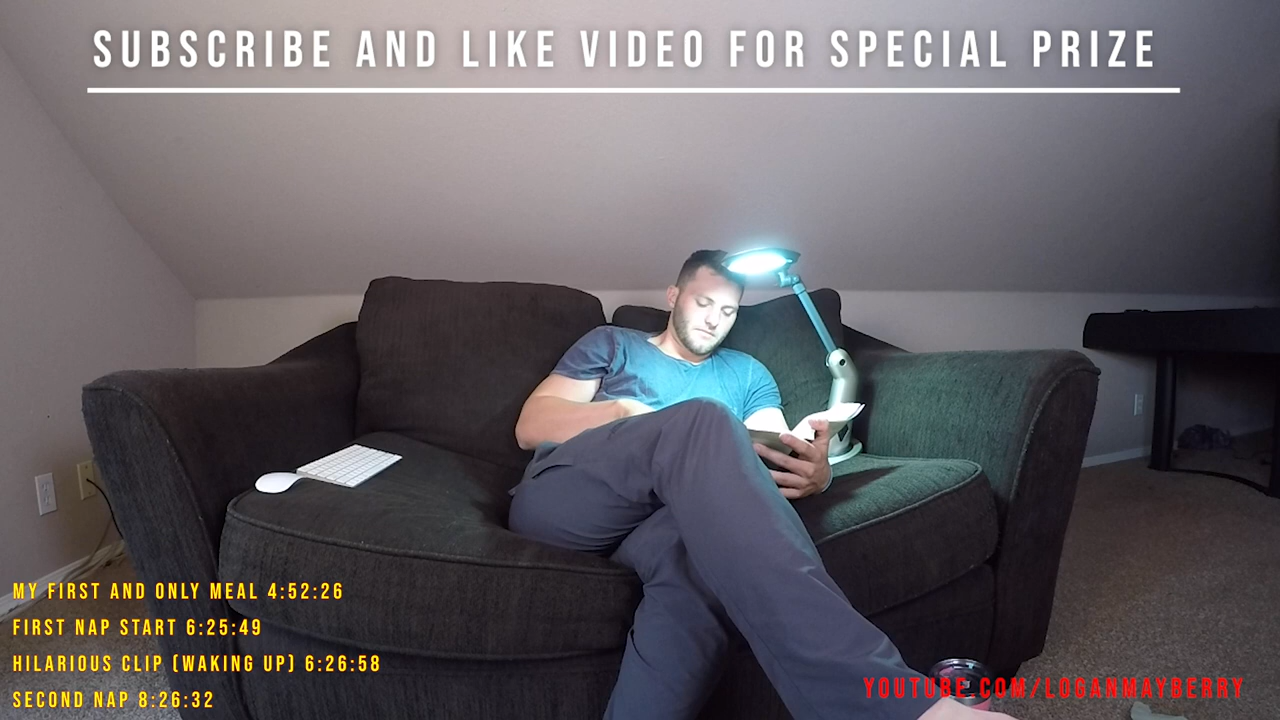 SUBSCRIBE AND LIKE VIDEO FOR SPECIAL PRIZE
MY FIRST AND ONLY MEAL 4:52:26
FIRST NAP START 6:25:49
HILARIOUS CLIP (WAKING UP) 6:26:58
SECOND NAP 8:26:32
YOUTUBE.COM/LOGANMAYBERRY